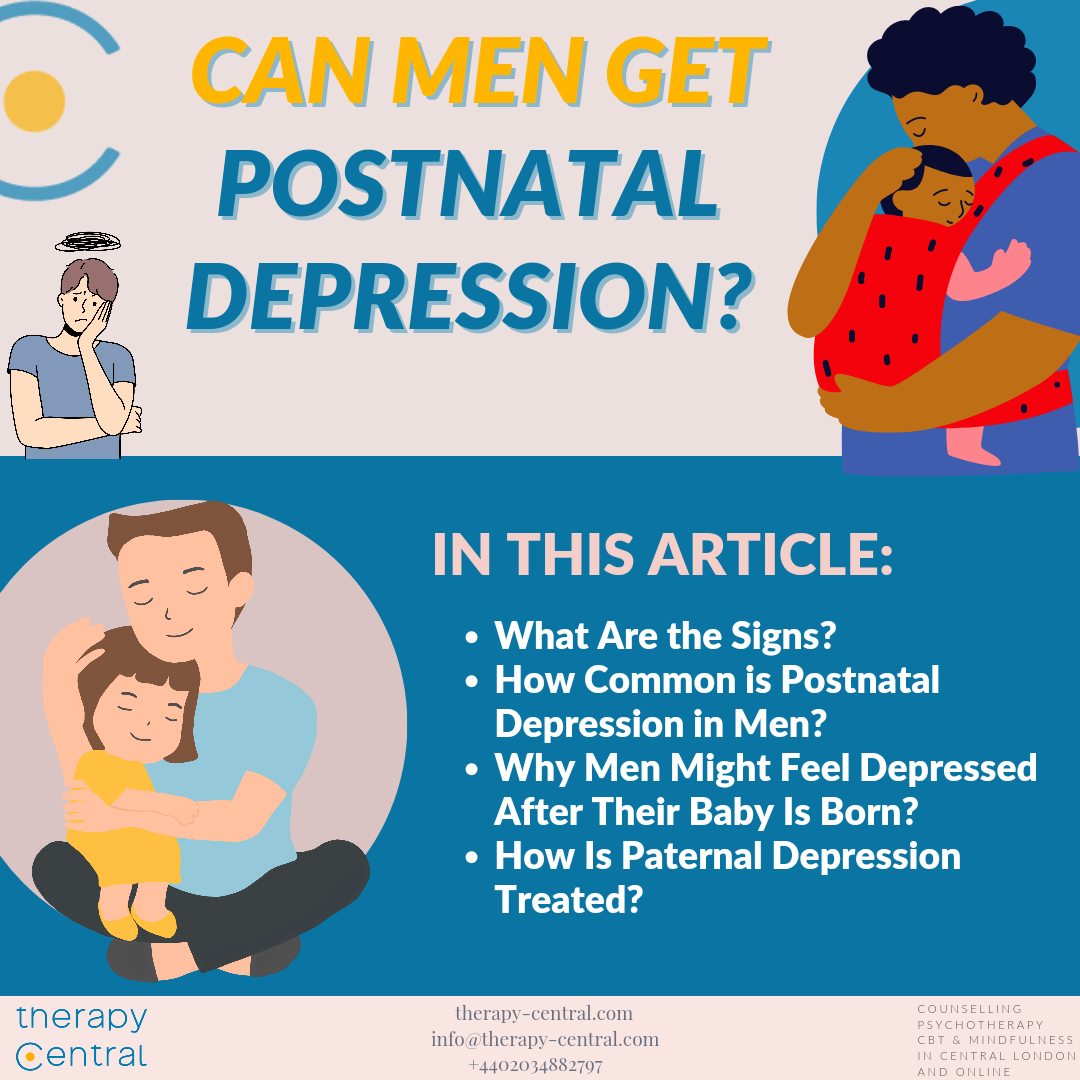 CAN MEN GET
POSTNATAL
DEPRESSION?
IN THIS ARTICLE:
• What Are the Signs?
• How Common is Postnatal
Depression in Men?
• Why Men Might Feel Depressed
After Their Baby Is Born?
• How Is Paternal Depression
Treated?
therapy
Central
therapy-central.com
info@therapy-central.com
+4402034882797
COUNSELLING
PSYCHOTHERAPY
CBT & MINDFULNESS
IN CENTRAL LONDON
AND ONLINE